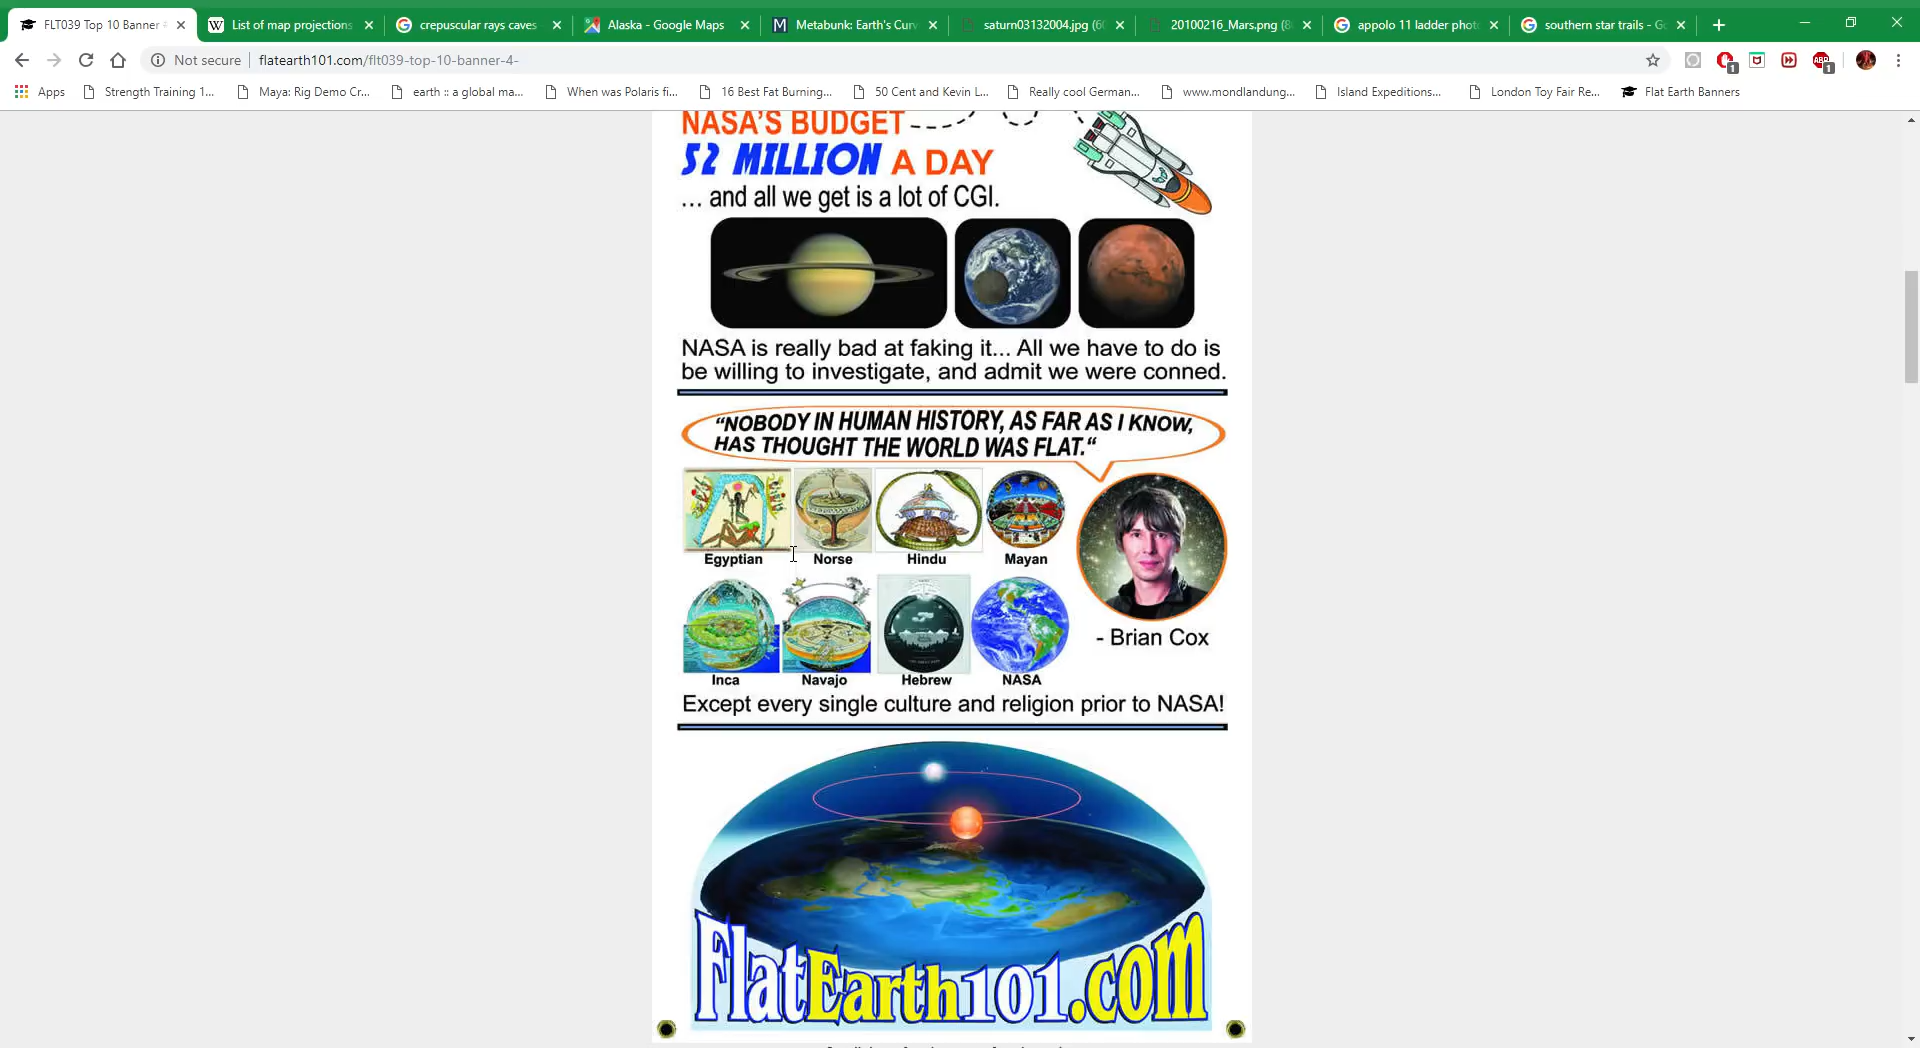 FLT039 Top 10 Banner
List of map projections
crepuscular rays caves
Alaska - Google Maps
Metabunk: Earth's Curv
saturn03132004.jpg (6
20100216_Mars.png (8
appolo 11 ladder phot
southern star trails - G
Not secure
flatearth101.com/flt039-top-10-banner-4-
Apps
Strength Training 1...
Maya: Rig Demo Cr...
earth :: a global ma...
When was Polaris fi...
16 Best Fat Burning...
50 Cent and Kevin L...
Really cool German...
www.mondlandung...
Island Expeditions...
London Toy Fair Re...
Flat Earth Banners
NASA'S BUDGET
52 MILLION A DAY
... and all we get is a lot of CGI.
NASA is really bad at faking it... All we have to do is
be willing to investigate, and admit we were conned.
"NOBODY IN HUMAN HISTORY, AS FAR AS I KNOW,
HAS THOUGHT THE WORLD WAS FLAT."
Egyptian
Norse
Hindu
Mayan
Inca
Navajo
Hebrew
NASA
- Brian Cox
Except every single culture and religion prior to NASA!
FlatEarth101.com